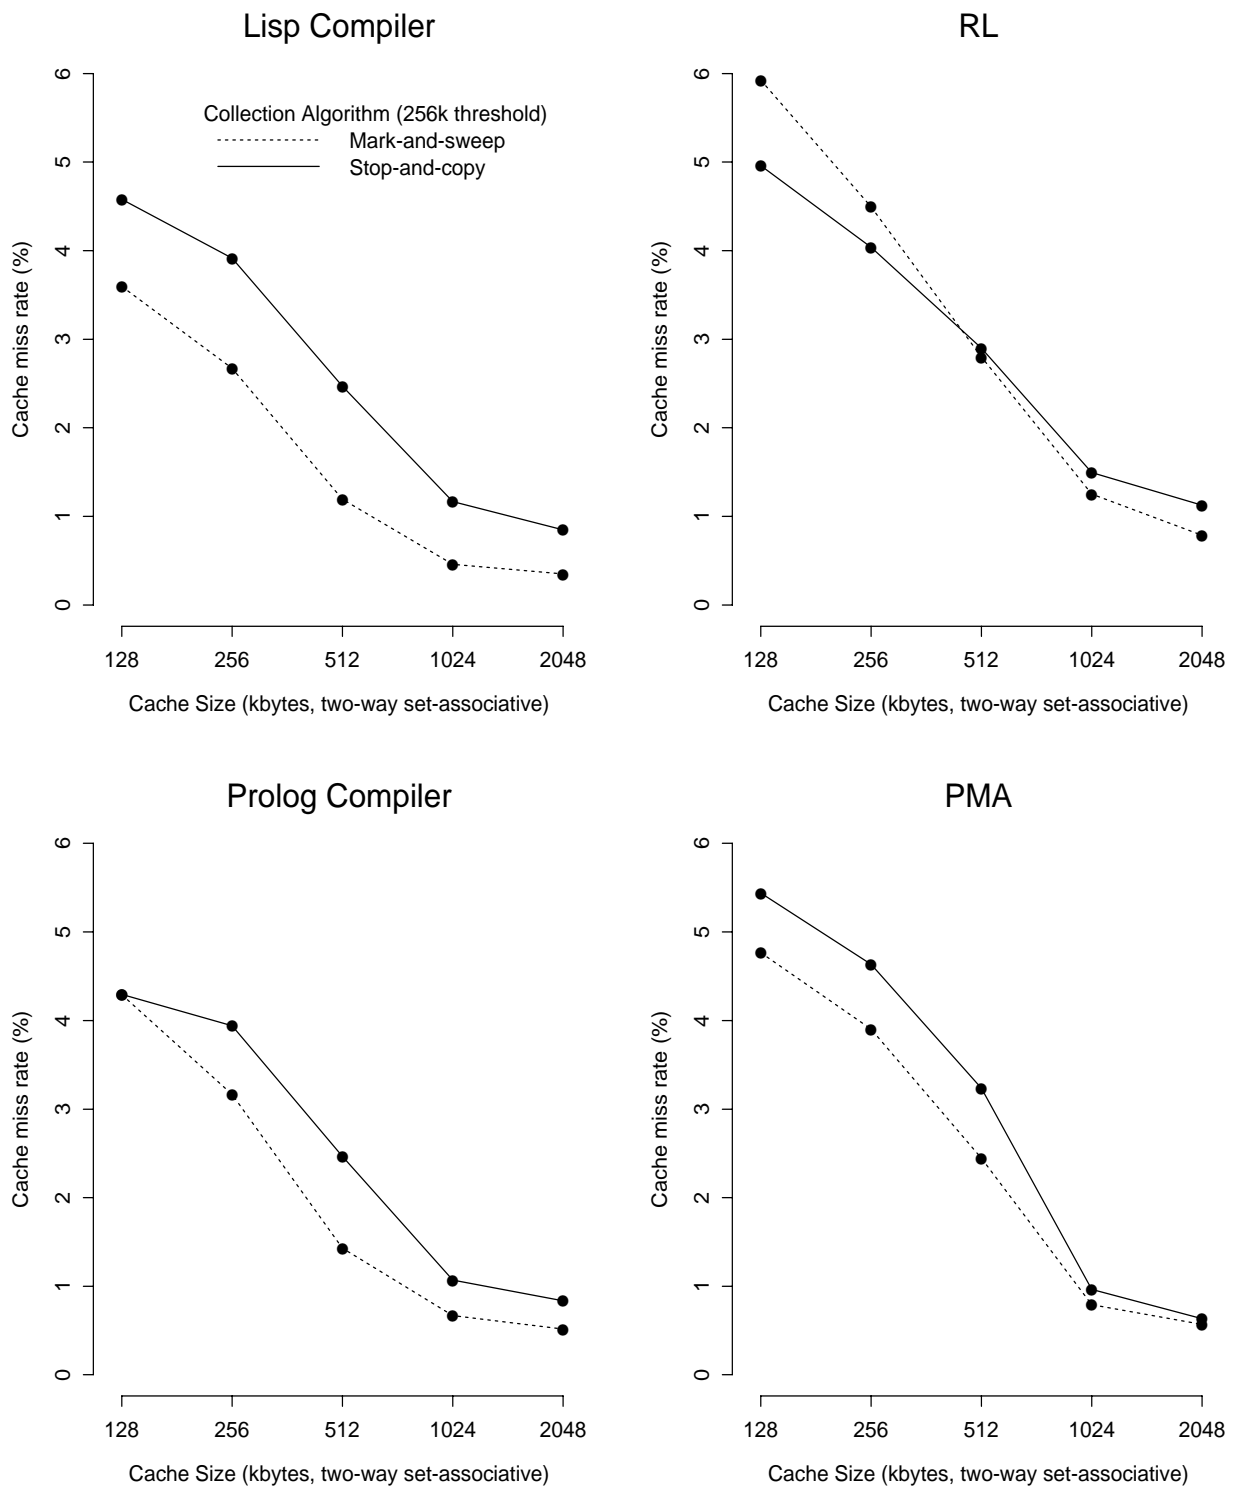 Lisp Compiler
6
5
4
3
2
1
0
Cache miss rate (%)
Collection Algorithm (256k threshold)
Mark-and-sweep
Stop-and-copy
128 256 512 1024 2048
Cache Size (kbytes, two-way set-associative)
RL
6
5
4
3
2
1
0
Cache miss rate (%)
128 256 512 1024 2048
Cache Size (kbytes, two-way set-associative)
Prolog Compiler
6
5
4
3
2
1
0
Cache miss rate (%)
128 256 512 1024 2048
Cache Size (kbytes, two-way set-associative)
PMA
6
5
4
3
2
1
0
Cache miss rate (%)
128 256 512 1024 2048
Cache Size (kbytes, two-way set-associative)